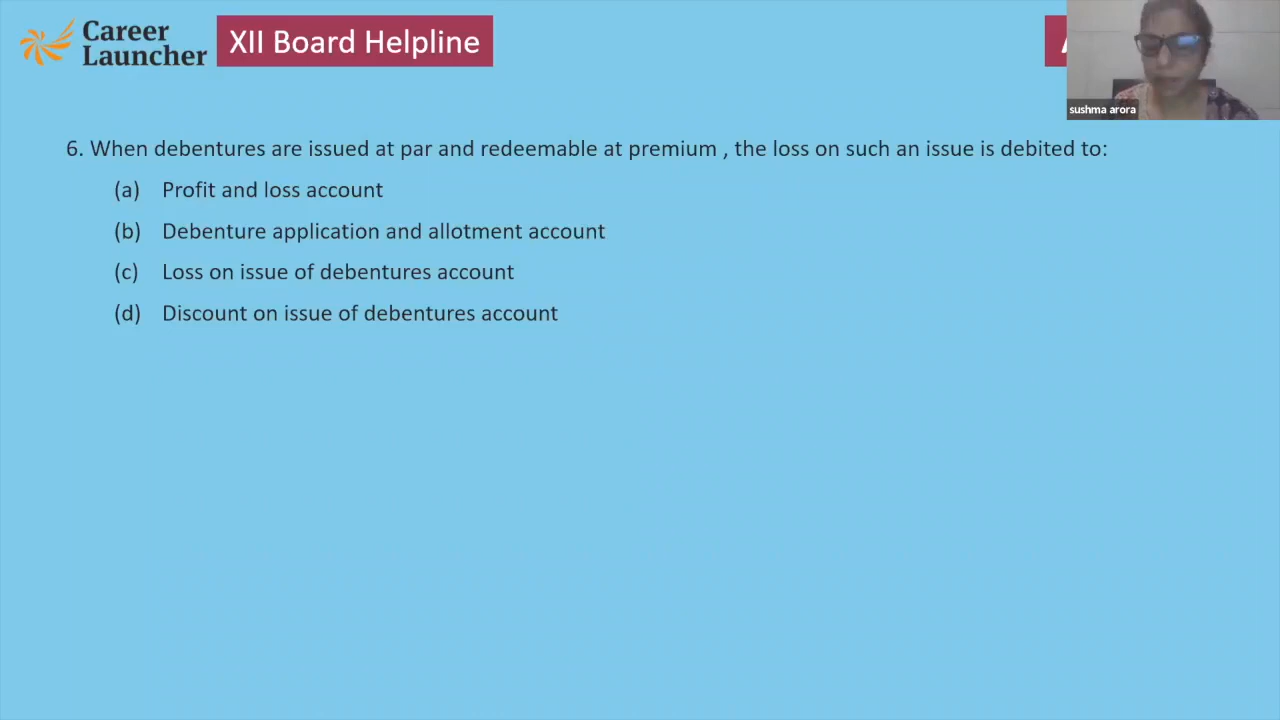 Career
Launcher
XII Board Helpline
sushma arora
6. When debentures are issued at par and redeemable at premium , the loss on such an issue is debited to:
(a) Profit and loss account
(b) Debenture application and allotment account
(c) Loss on issue of debentures account
(d) Discount on issue of debentures account